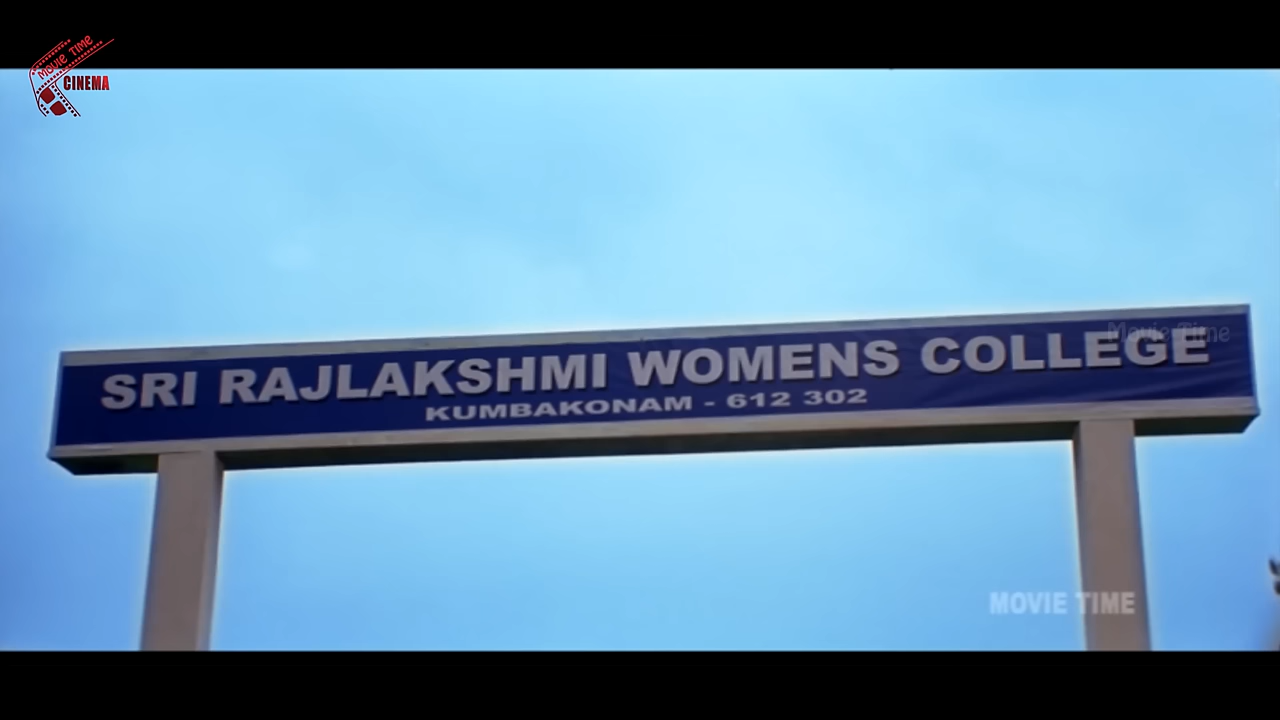 MOVIE TIME
CINEMA
Movie Time
SRI RAJLAKSHMI WOMENS COLLEGE
KUMBAKONAM - 612 302
MOVIE TIME